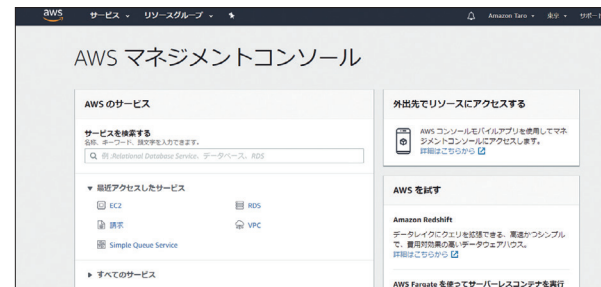 aws サービス リソースグループ Amazon Taro 東京 サポート
AWS マネジメントコンソール
AWS のサービス
サービスを検索する
名称、キーワード、頭文字を入力できます。
例: Relational Database Service、データベース、RDS
最近アクセスしたサービス
EC2 RDS
請求 VPC
Simple Queue Service
すべてのサービス
外出先でリソースにアクセスする
AWS コンソールモバイルアプリを使用してマネ
ジメントコンソールにアクセスします。
詳細はこちらから
AWS を試す
Amazon Redshift
データレイクにクエリを拡張できる、高速かつシンプル
で、費用対効果の高いデータウェアハウス。
詳細はこちらから
AWS Fargate を使ってサーバーレスコンテナを実行